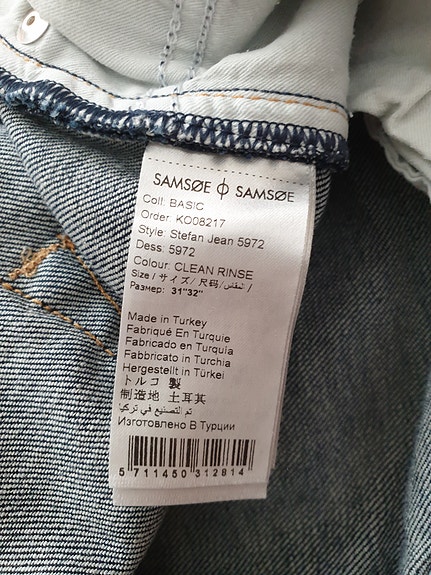 SAMSØE ϕ SAMSØE
Coll: BASIC
Order: KO08217
Style: Stefan Jean 5972
Dess: 5972
Colour: CLEAN RINSE
Size / サイズ / 尺码/المقاس /
Размер: 31"32"
Made in Turkey
Fabriqué En Turquie
Fabricado en Turquía
Fabbricato in Turchia
Hergestellt in Türkei
トルコ 製
制造地 土耳其
تم التصنيع في تركيا
Изготовлено В Турции
5 711450 312814